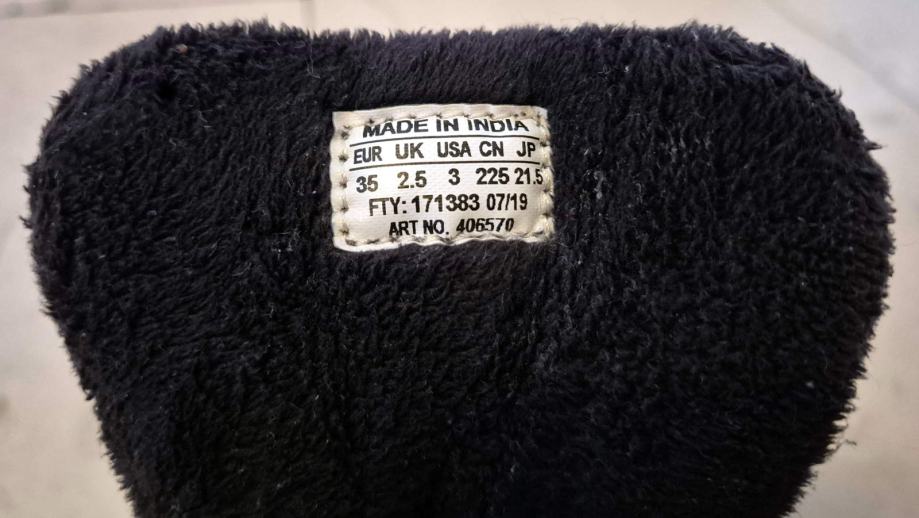 MADE IN INDIA
EUR UK USA CN JP
35 2.5 3 225 21.5
FTY: 171383 07/19
ART NO. 406570